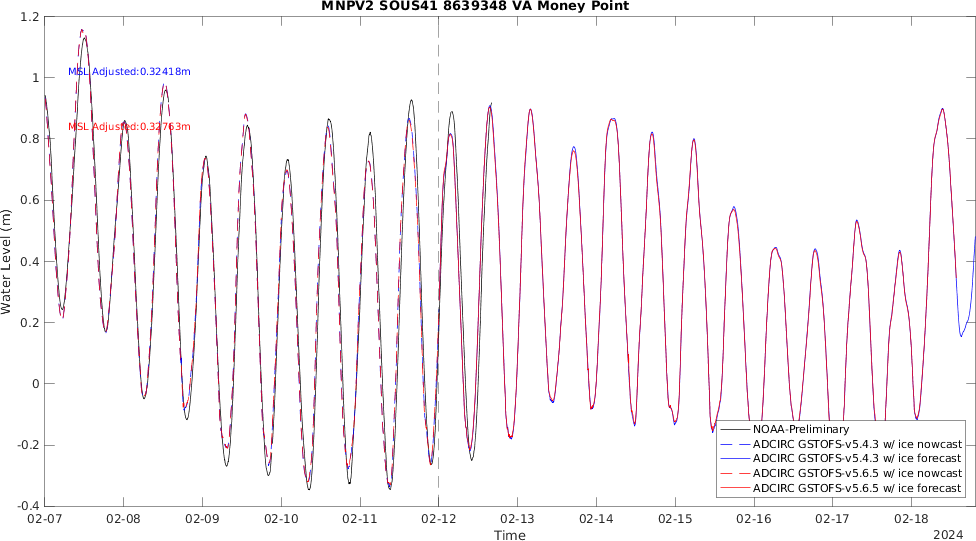 MNPV2 SOUS41 8639348 VA Money Point
1.2
1
0.8
0.6
0.4
0.2
0
-0.2
-0.4
Water Level (m)
MSL Adjusted:0.32418m
MSL Adjusted:0.32763m
NOAA-Preliminary
ADCIRC GSTOFS-v5.4.3 w/ ice nowcast
ADCIRC GSTOFS-v5.4.3 w/ ice forecast
ADCIRC GSTOFS-v5.6.5 w/ ice nowcast
ADCIRC GSTOFS-v5.6.5 w/ ice forecast
02-07 02-08 02-09 02-10 02-11 02-12 02-13 02-14 02-15 02-16 02-17 02-18
Time
2024